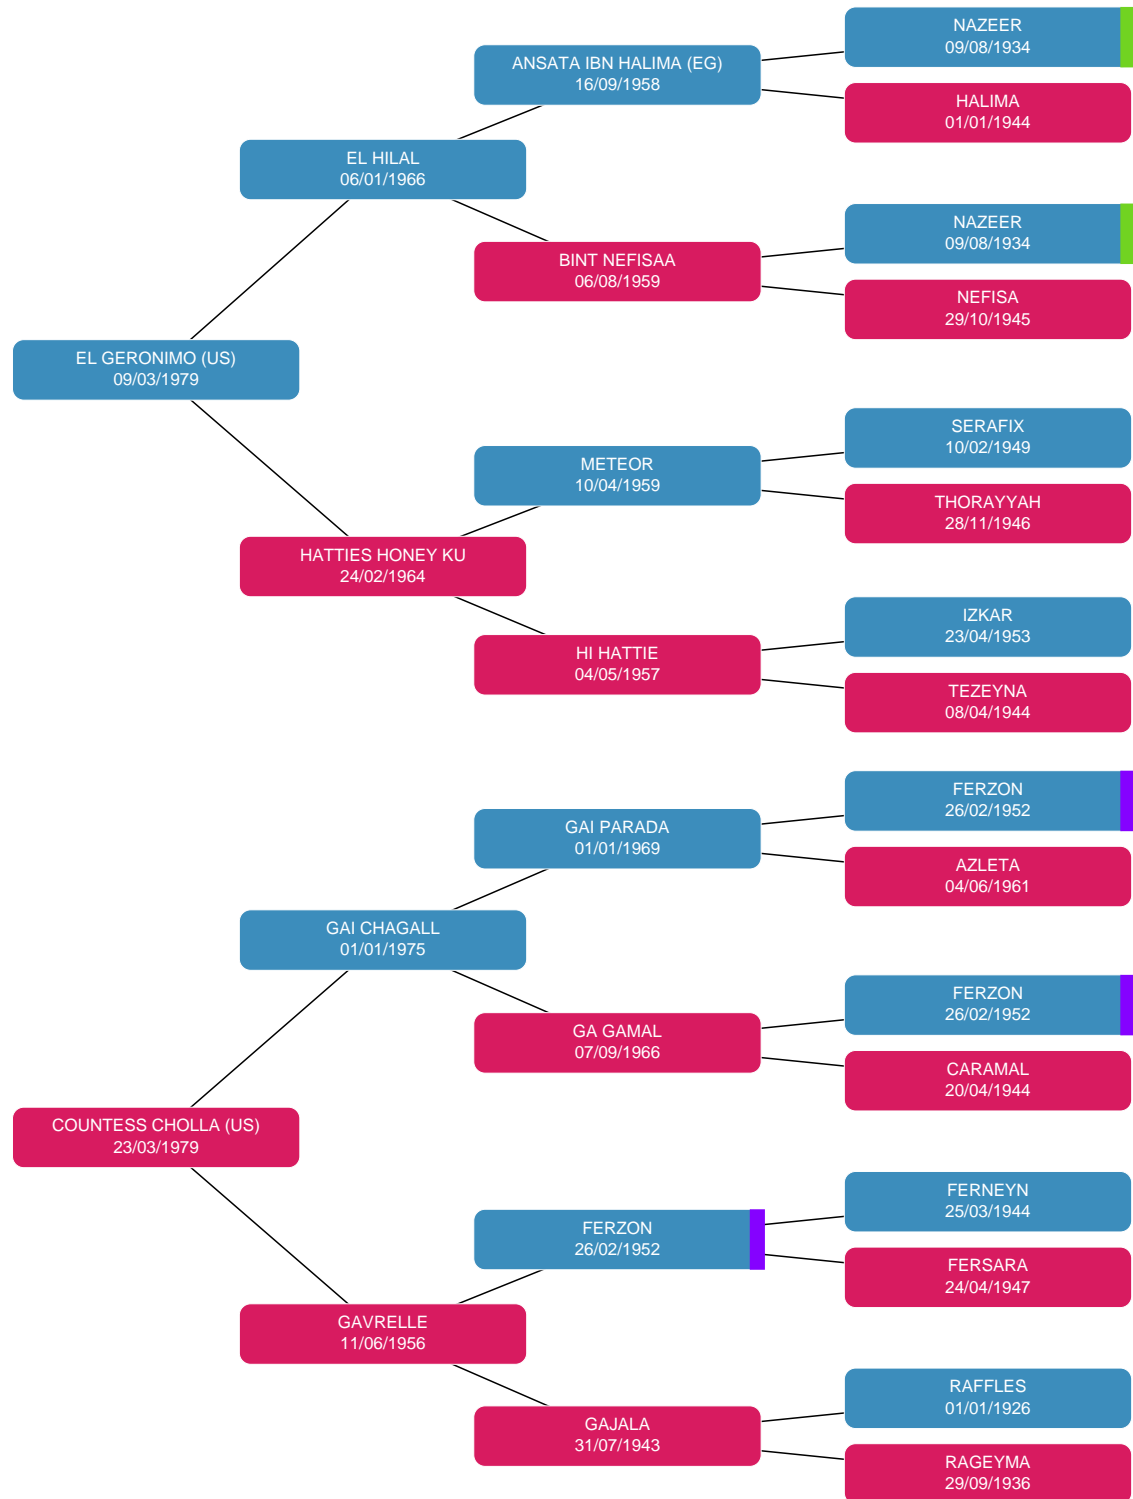 NAZEER
09/08/1934
ANSATA IBN HALIMA (EG)
16/09/1958
HALIMA
01/01/1944
EL HILAL
06/01/1966
NAZEER
09/08/1934
BINT NEFISAA
06/08/1959
NEFISA
29/10/1945
EL GERONIMO (US)
09/03/1979
SERAFIX
10/02/1949
METEOR
10/04/1959
THORAYYAH
28/11/1946
HATTIES HONEY KU
24/02/1964
IZKAR
23/04/1953
HI HATTIE
04/05/1957
TEZEYNA
08/04/1944
FERZON
26/02/1952
GAI PARADA
01/01/1969
AZLETA
04/06/1961
GAI CHAGALL
01/01/1975
FERZON
26/02/1952
GA GAMAL
07/09/1966
CARAMAL
20/04/1944
COUNTESS CHOLLA (US)
23/03/1979
FERNEYN
25/03/1944
FERZON
26/02/1952
FERSARA
24/04/1947
GAVRELLE
11/06/1956
RAFFLES
01/01/1926
GAJALA
31/07/1943
RAGEYMA
29/09/1936